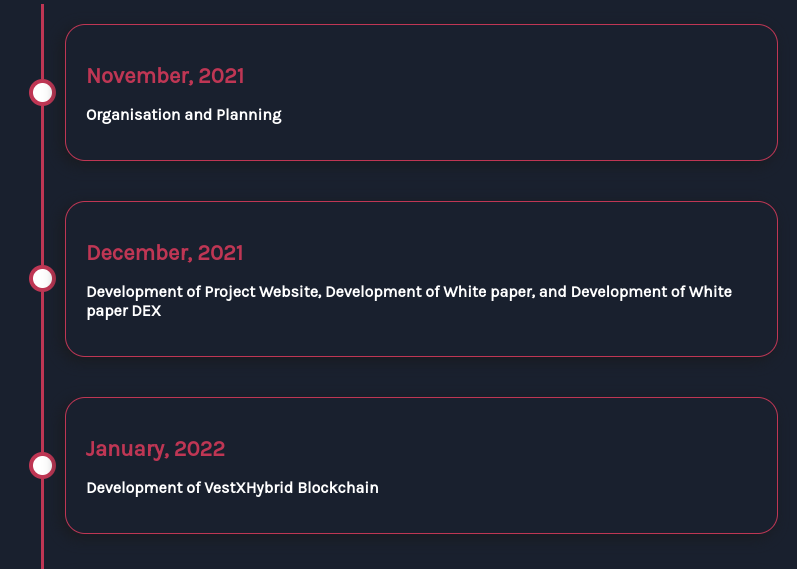 November, 2021
Organisation and Planning
December, 2021
Development of Project Website, Development of White paper, and Development of White
paper DEX
January, 2022
Development of VestXHybrid Blockchain